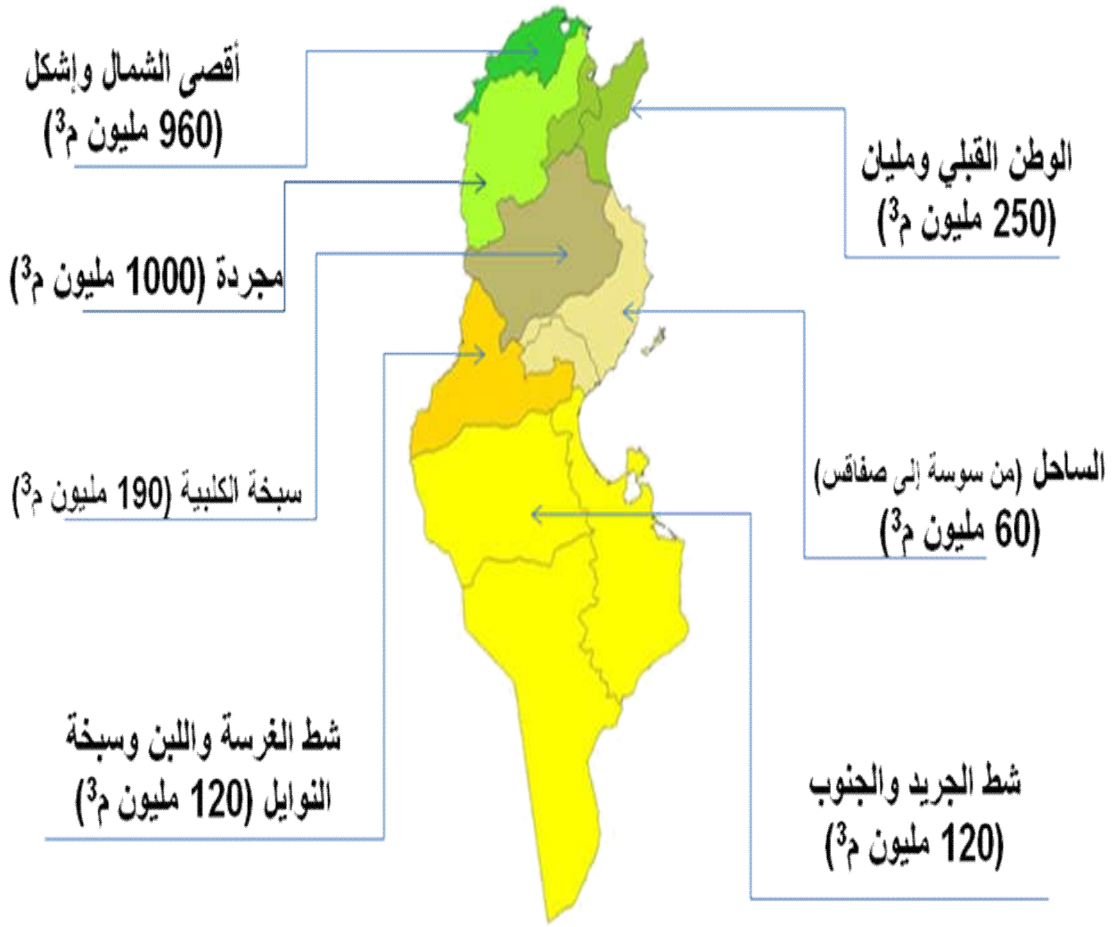 أقصى الشمال وإشكل
(960 مليون م³)
الوطن القبلي ومليان
(250 مليون م³)
مجردة (1000 مليون م³)
سبخة الكلبية (190 مليون م³)
الساحل (من سوسة إلى صفاقس)
(60 مليون م³)
شط الغرسة واللبن وسبخة
النوايل (120 مليون م³)
شط الجريد والجنوب
(120 مليون م³)